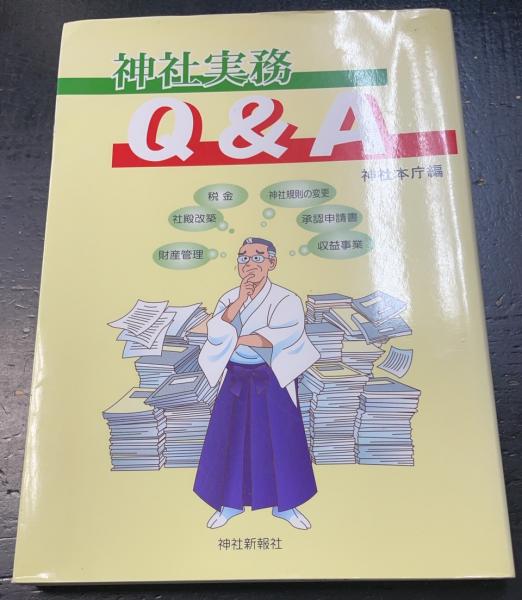 神社実務
Q&A
神社本庁編
税金
神社規則の変更
社殿改築
承認申請書
財産管理
収益事業
神社新報社